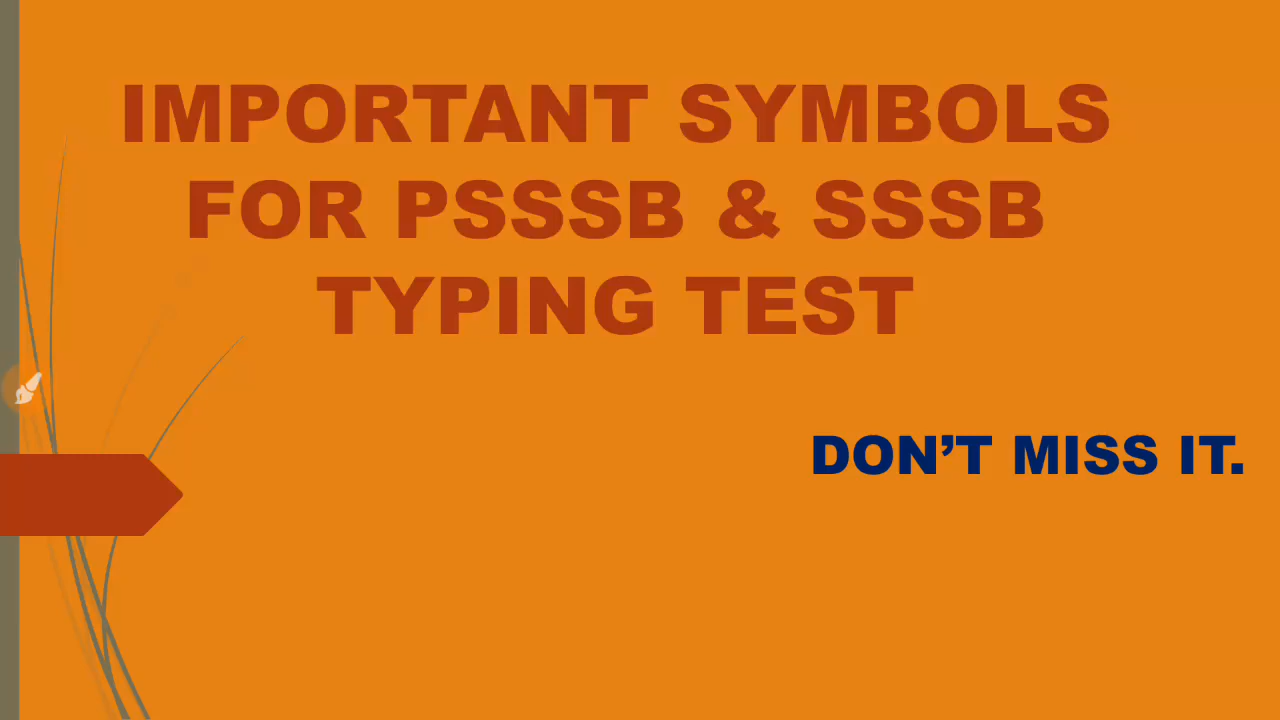 IMPORTANT SYMBOLS
FOR PSSSB & SSSB
TYPING TEST
DON’T MISS IT.